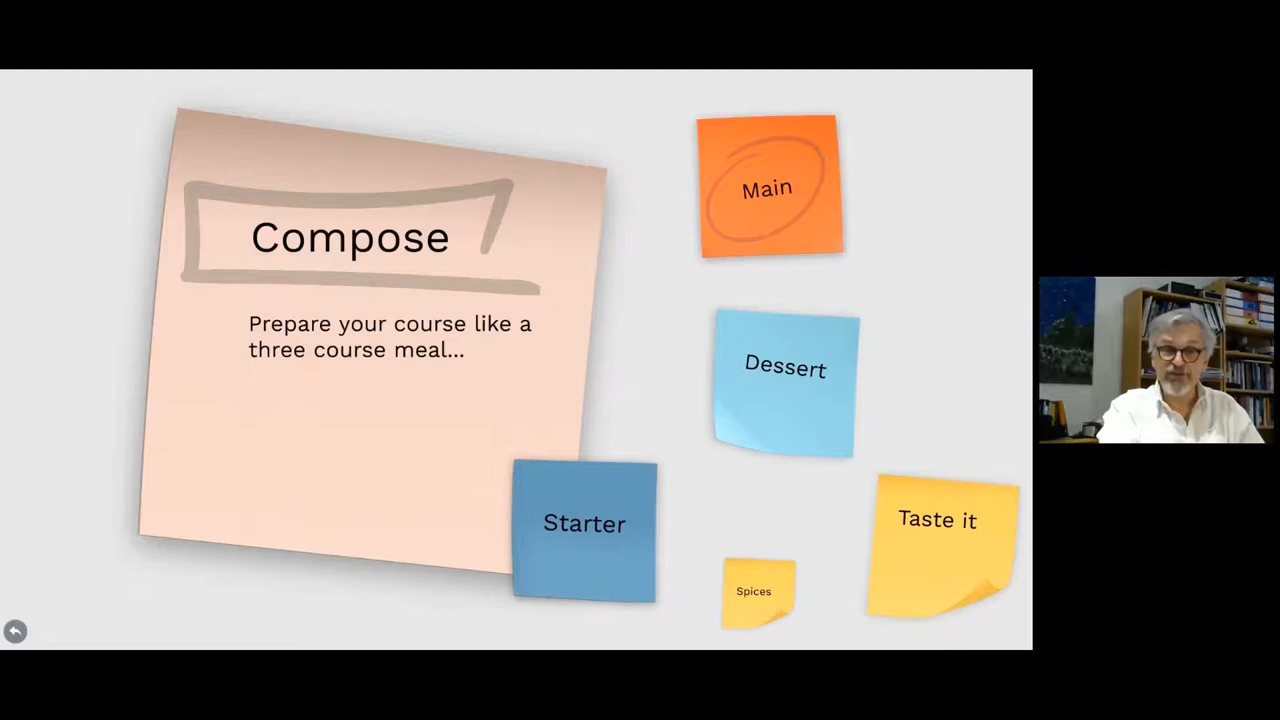 Compose
Prepare your course like a
three course meal...
Starter
Main
Dessert
Spices
Taste it